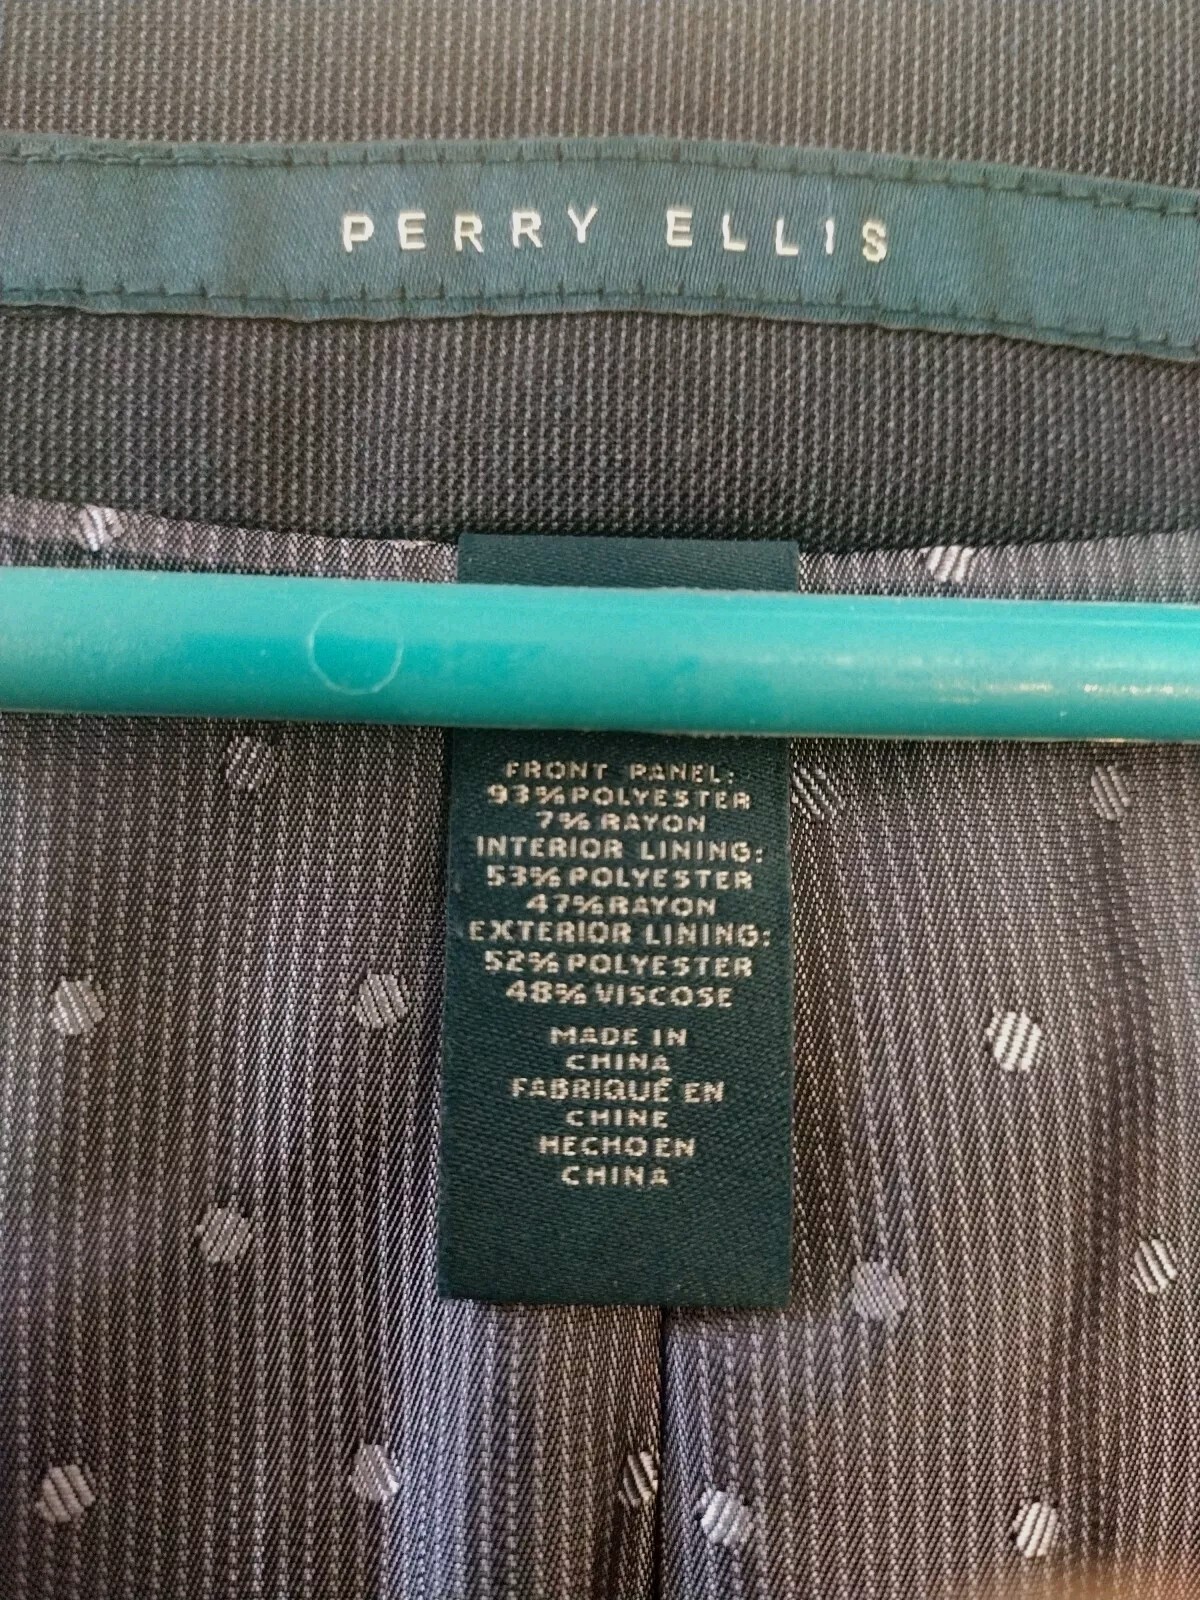 PERRY ELLIS
FRONT PANEL:
93% POLYESTER
7% RAYON
INTERIOR LINING:
53% POLYESTER
47% RAYON
EXTERIOR LINING:
52% POLYESTER
48% VISCOSE
MADE IN
CHINA
FABRIQUÉ EN
CHINE
HECHO EN
CHINA